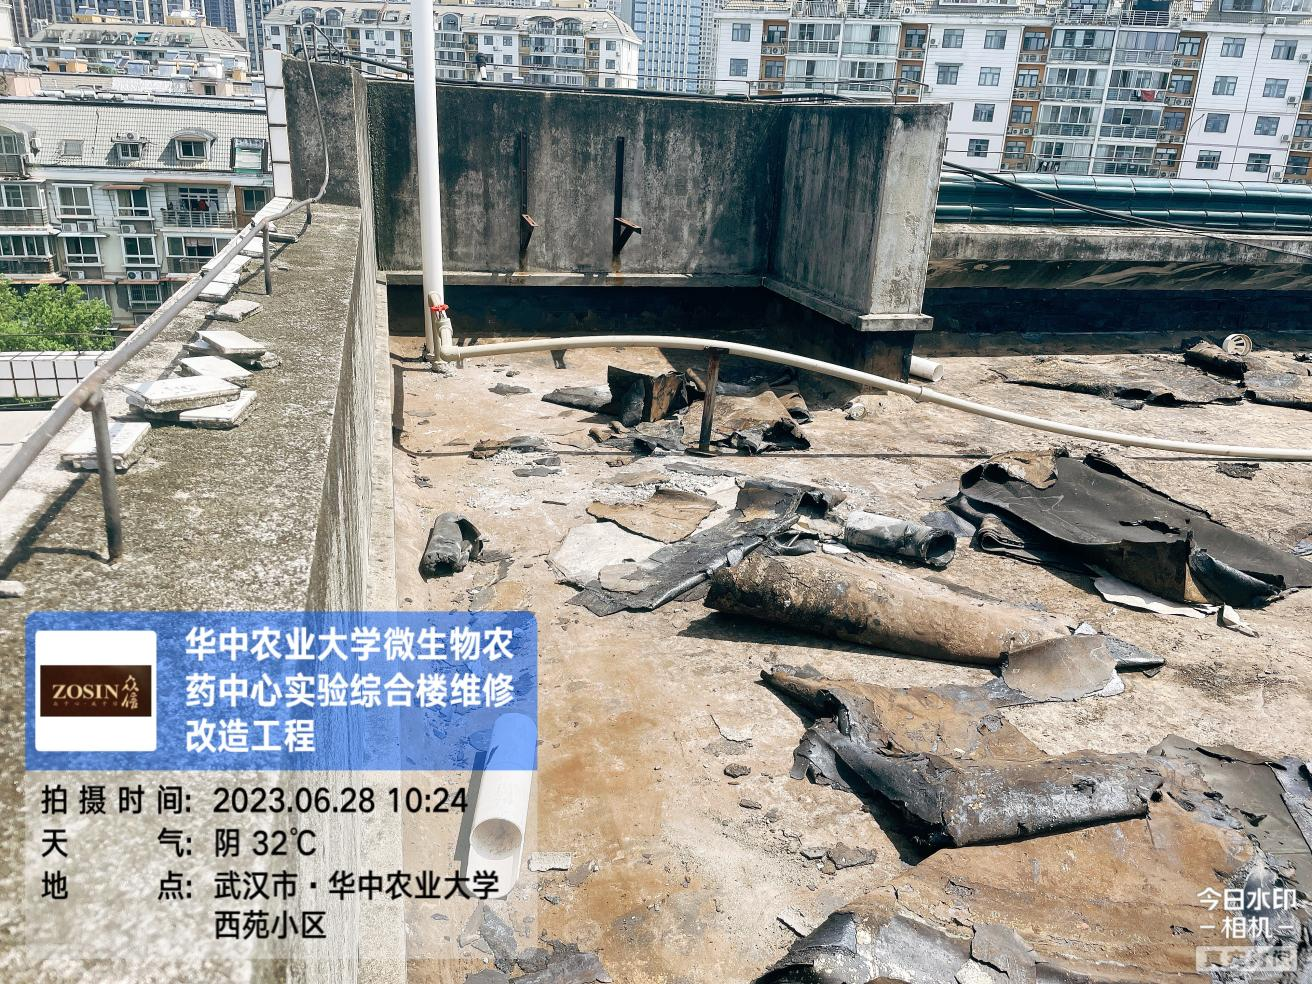 ZOSIN 众信
华中农业大学微生物农
药中心实验综合楼维修
改造工程
拍摄时间: 2023.06.28 10:24
天气: 阴 32℃
地点: 武汉市·华中农业大学
西苑小区
今日水印
相机